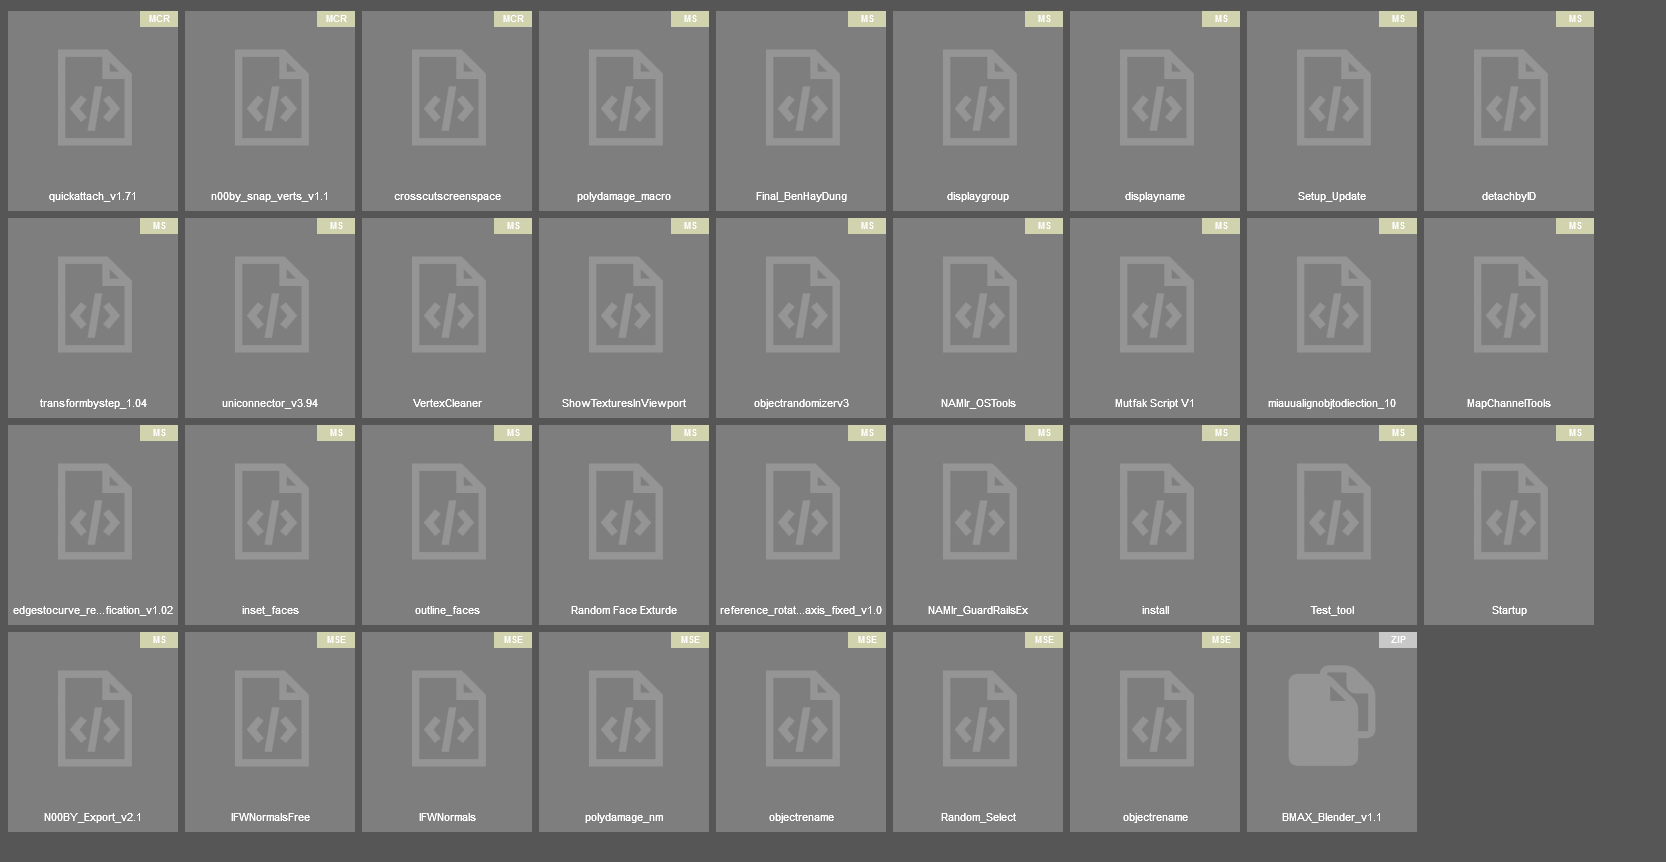 MCR MCR MCR MS MS MS MS MS MS
quickattach_v1.71 n00by_snap_verts_v1.1 crosscutscreenspace polydamage_macro Final_BenHayDung displaygroup displayname Setup_Update detachbyID
MS MS MS MS MS MS MS MS MS
transformbystep_1.04 uniconnector_v3.94 VertexCleaner ShowTexturesInViewport objectrandomizerv3 NAMIr_OSTools Mutfak Script V1 miauualignobjtodiection_10 MapChannelTools
MS MS MS MS MS MS MS MS MS
edgestocurve_re...fication_v1.02 inset_faces outline_faces Random Face Exturde reference_rotat...axis_fixed_v1.0 NAMIr_GuardRailsEx install Test_tool Startup
MS MSE MSE MSE MSE MSE MSE ZIP
N00BY_Export_v2.1 IFWNormalsFree IFWNormals polydamage_nm objectrename Random_Select objectrename BMAX_Blender_v1.1